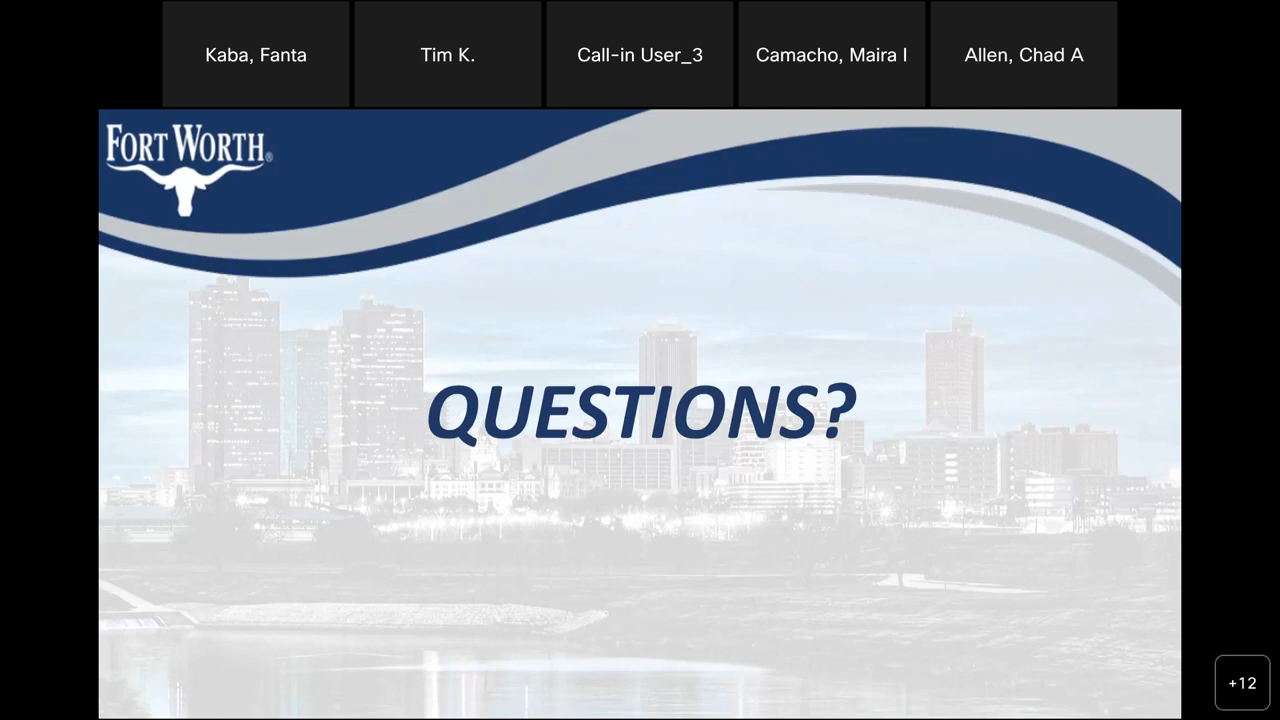 Kaba, Fanta
Tim K.
Call-in User_3
Camacho, Maira I
Allen, Chad A
FORT WORTH®
QUESTIONS?
+12